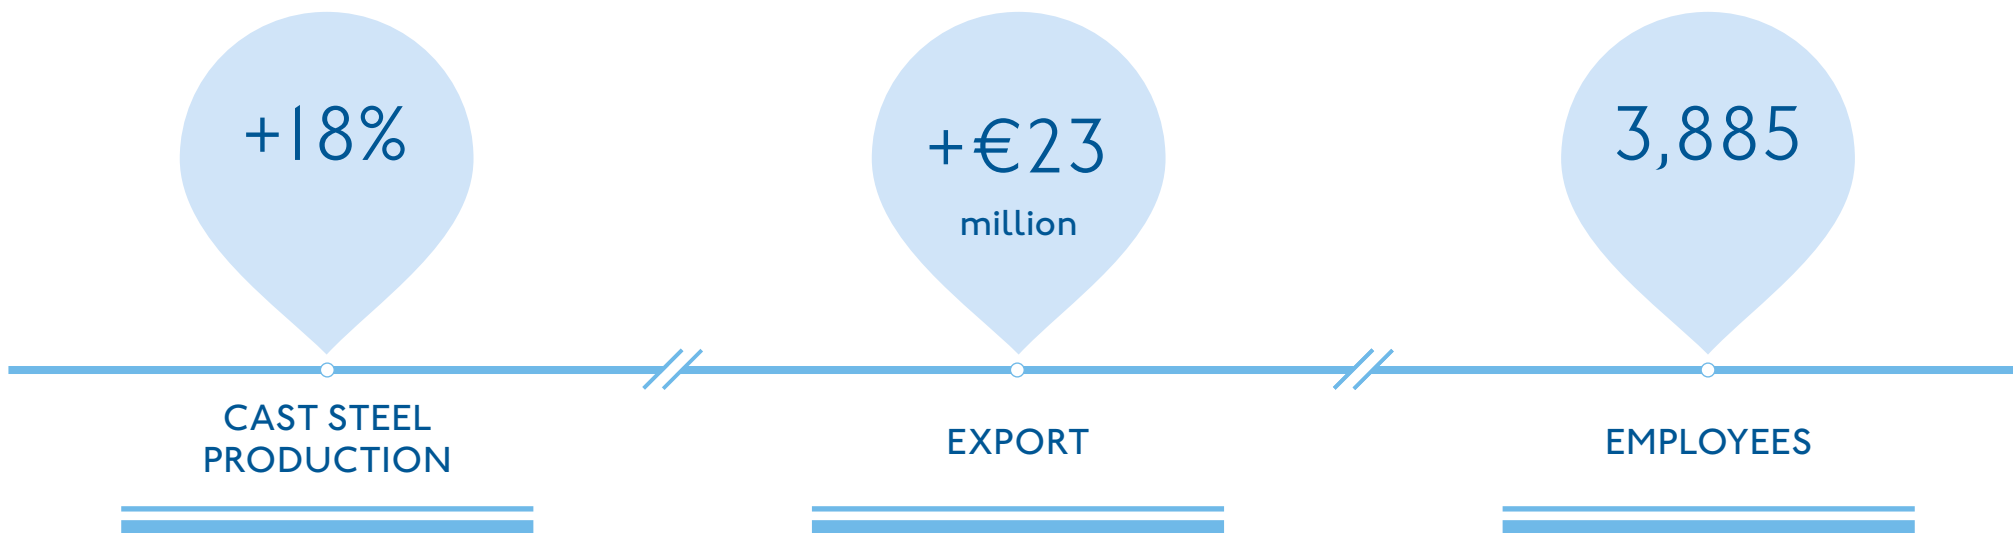 +18%
CAST STEEL
PRODUCTION
+€23
million
EXPORT
3,885
EMPLOYEES